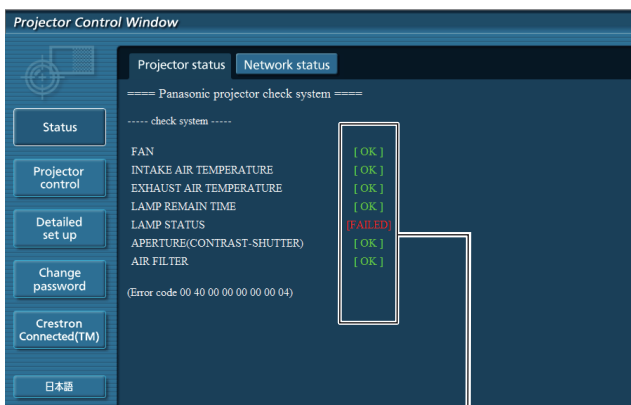 Projector Control Window
Projector status Network status
==== Panasonic projector check system ====
Status
----- check system -----
FAN [ OK ]
Projector control
INTAKE AIR TEMPERATURE [ OK ]
EXHAUST AIR TEMPERATURE [ OK ]
LAMP REMAIN TIME [ OK ]
Detailed set up
LAMP STATUS [FAILED]
APERTURE(CONTRAST-SHUTTER) [ OK ]
AIR FILTER [ OK ]
Change password
(Error code 00 40 00 00 00 00 00 04)
Crestron Connected(TM)
日本語